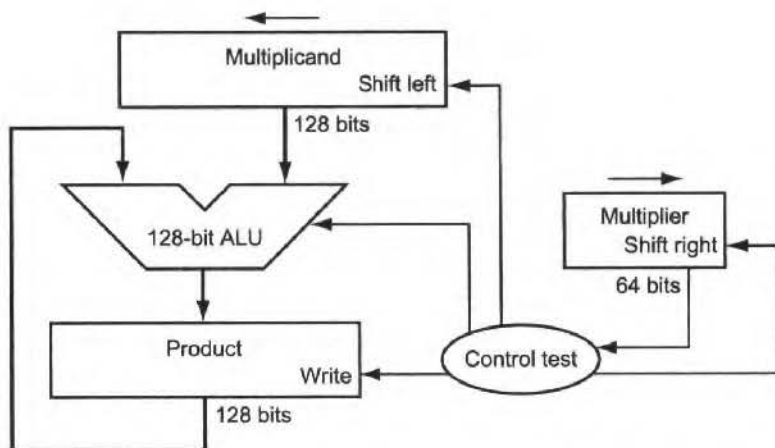 Multiplicand
Shift left
128 bits
128-bit ALU
Multiplier
Shift right
64 bits
Product
Write
Control test
128 bits